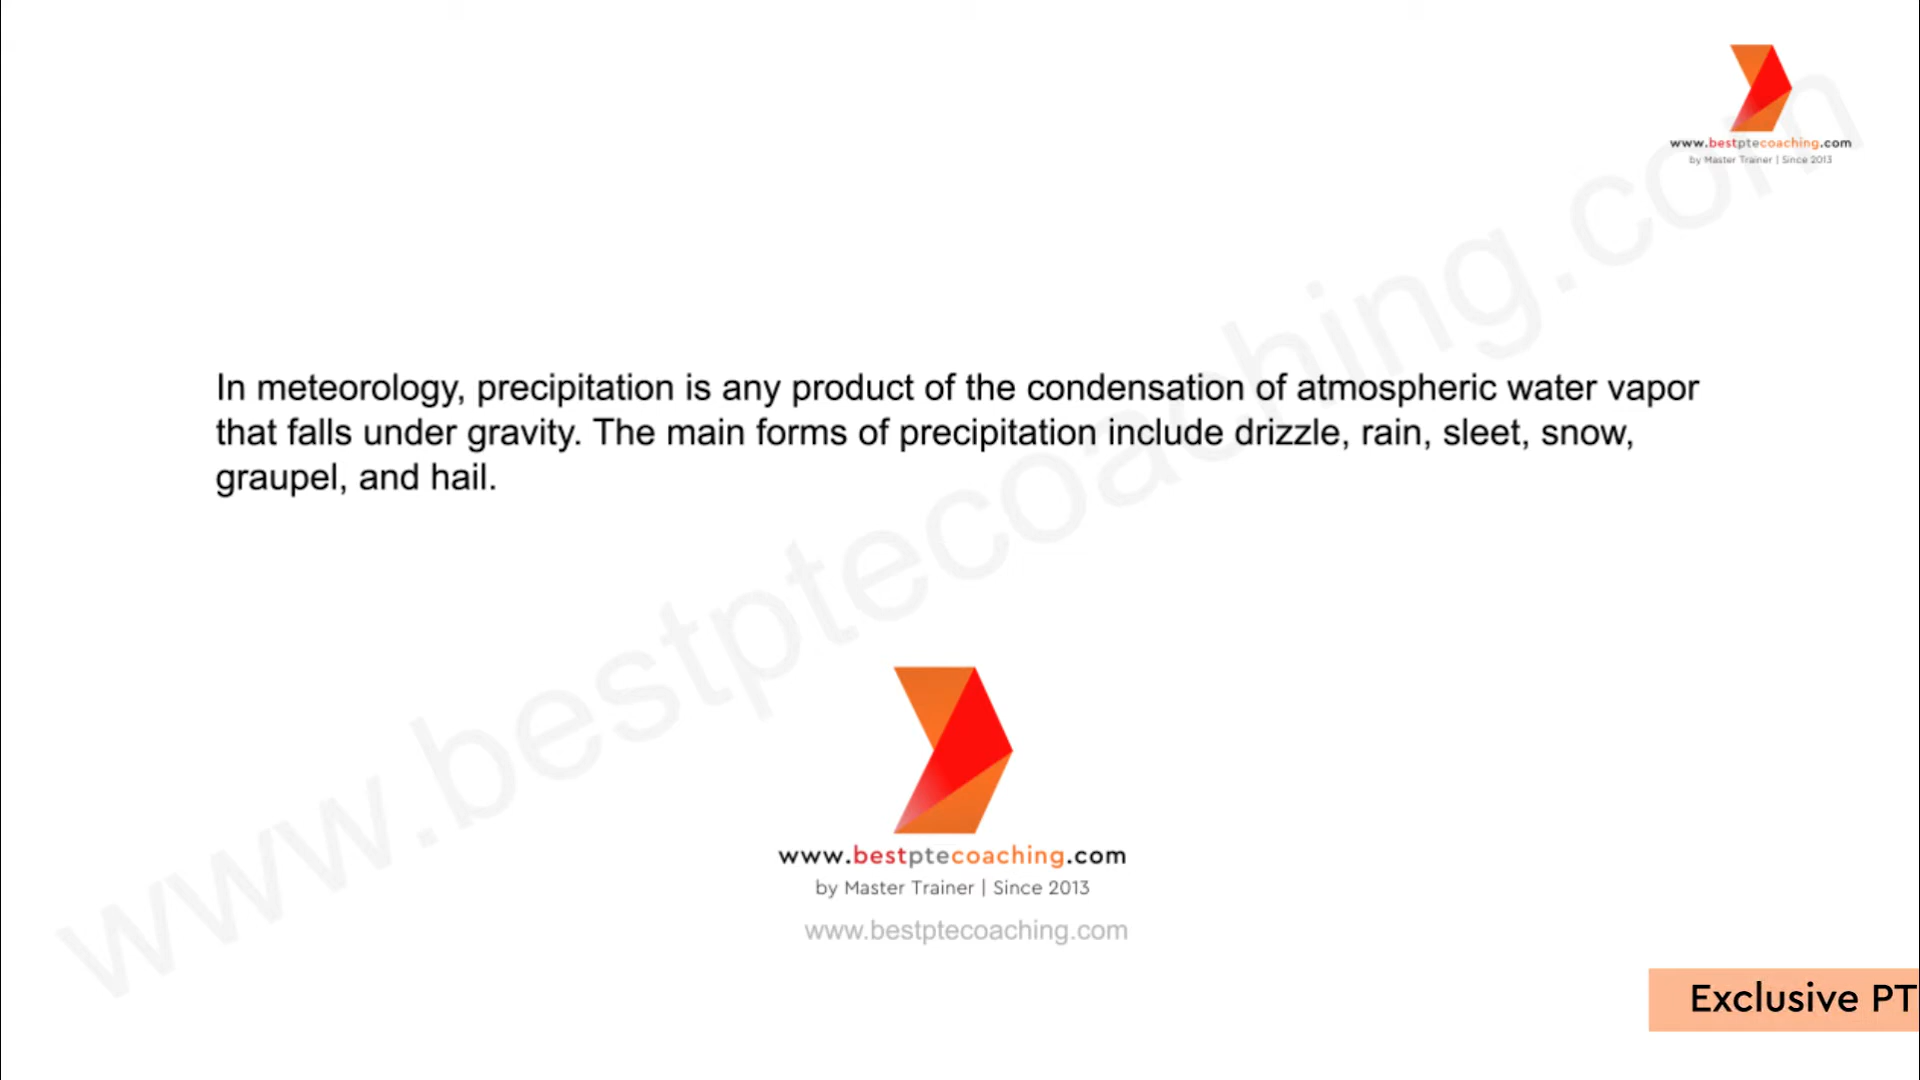 www.bestptecoaching.com
by Master Trainer | Since 2013
In meteorology, precipitation is any product of the condensation of atmospheric water vapor
that falls under gravity. The main forms of precipitation include drizzle, rain, sleet, snow,
graupel, and hail.
www.bestptecoaching.com
www.bestptecoaching.com
by Master Trainer | Since 2013
www.bestptecoaching.com
Exclusive PT